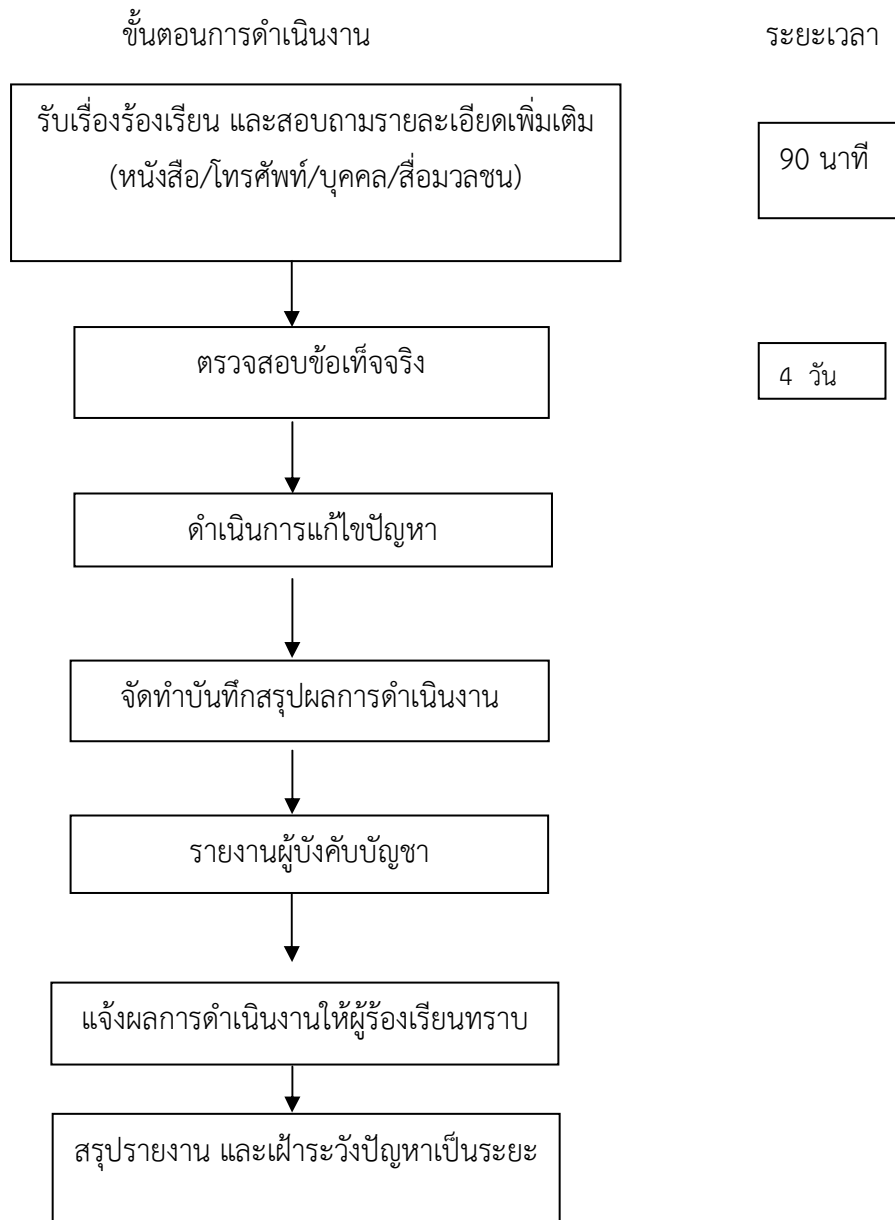 ขั้นตอนการดำเนินงาน
ระยะเวลา
รับเรื่องร้องเรียน และสอบถามรายละเอียดเพิ่มเติม
(หนังสือ/โทรศัพท์/บุคคล/สื่อมวลชน)
90 นาที
ตรวจสอบข้อเท็จจริง
4 วัน
ดำเนินการแก้ไขปัญหา
จัดทำบันทึกสรุปผลการดำเนินงาน
รายงานผู้บังคับบัญชา
แจ้งผลการดำเนินงานให้ผู้ร้องเรียนทราบ
สรุปรายงาน และเฝ้าระวังปัญหาเป็นระยะ